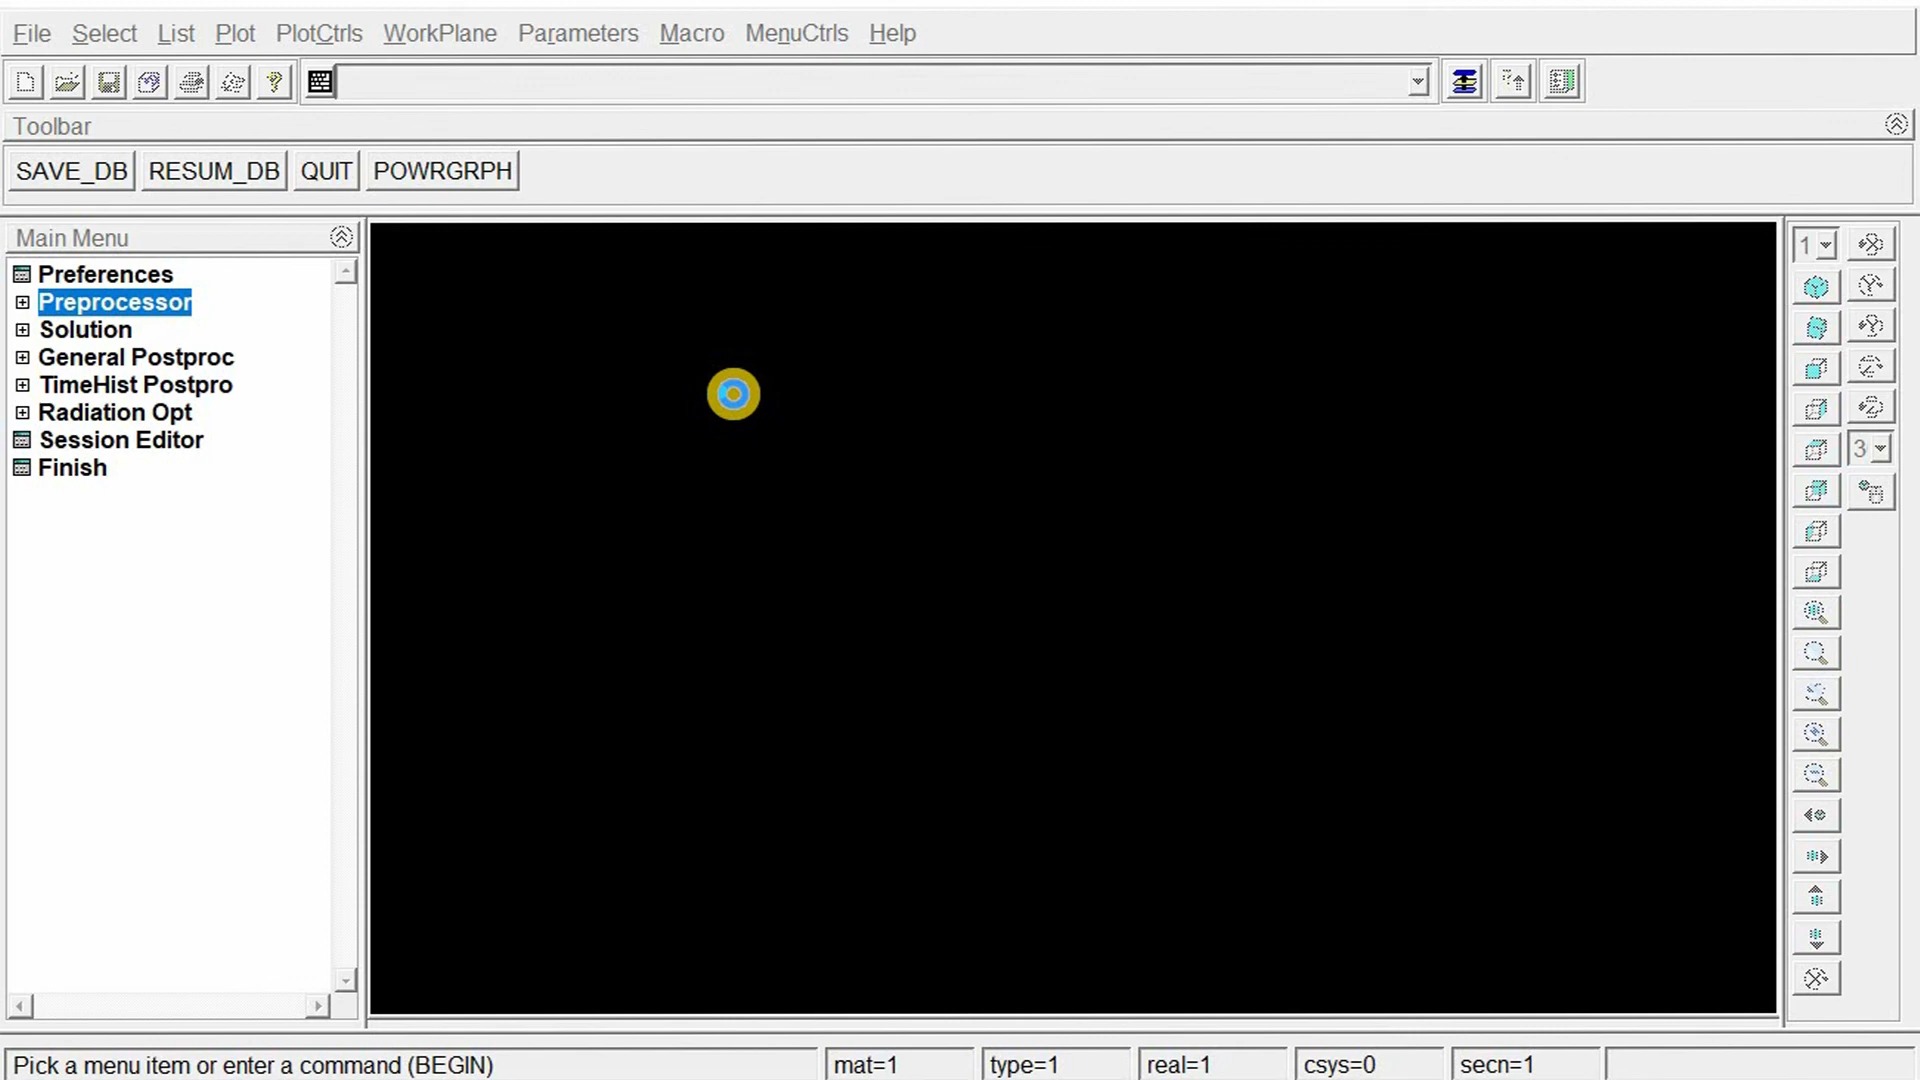 File Select List Plot PlotCtrls WorkPlane Parameters Macro MenuCtrls Help
Toolbar
SAVE_DB RESUM_DB QUIT POWRGRPH
Main Menu
Preferences
Preprocessor
Solution
General Postproc
TimeHist Postpro
Radiation Opt
Session Editor
Finish
1
3
Pick a menu item or enter a command (BEGIN) mat=1 type=1 real=1 csys=0 secn=1